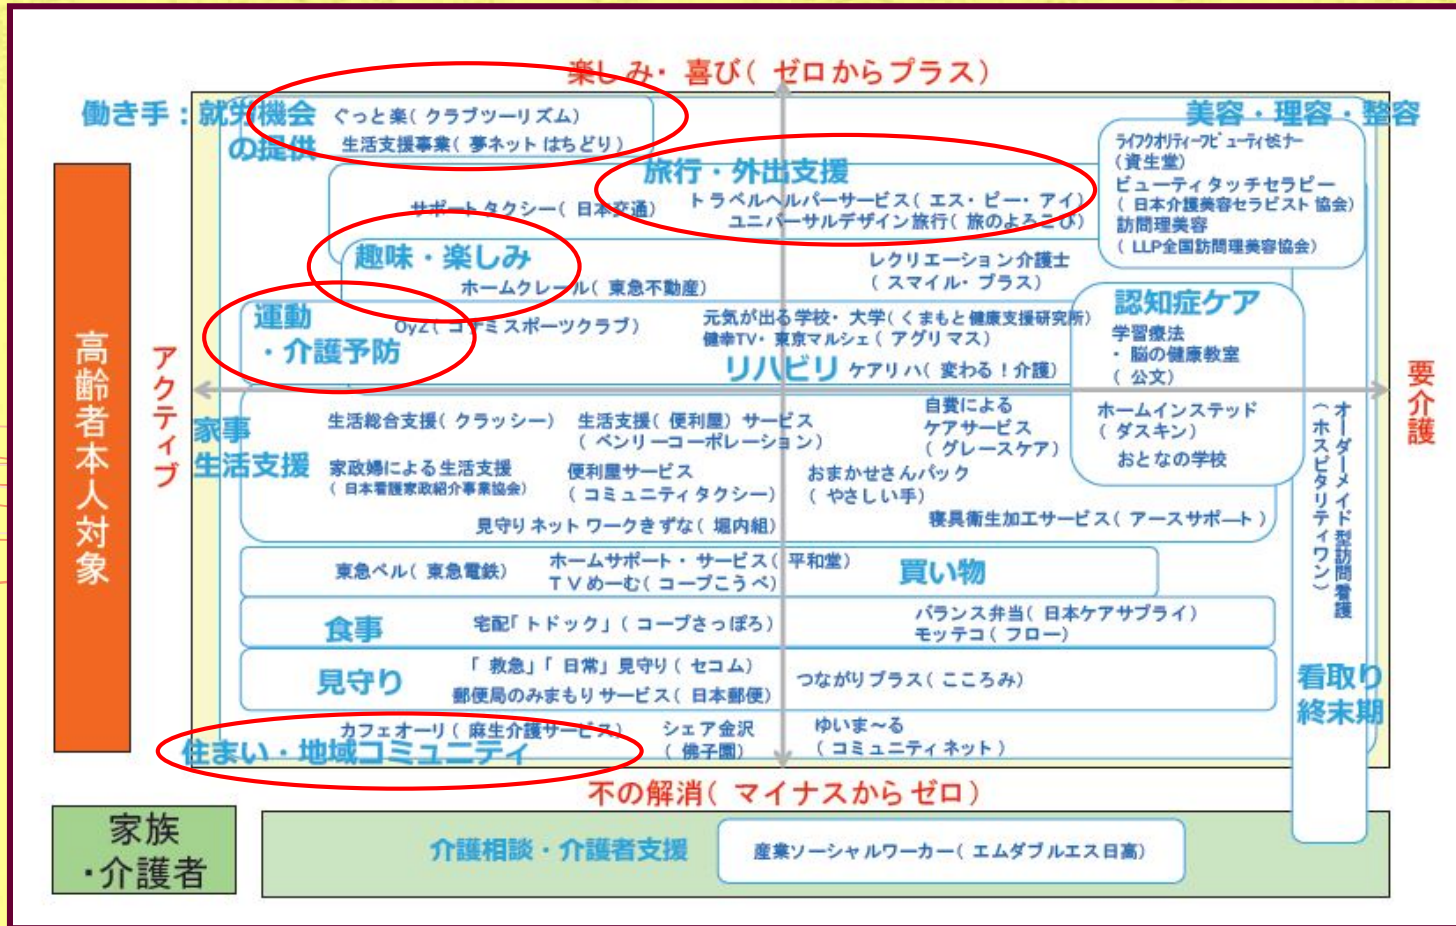 楽しみ・喜び(ゼロからプラス)
働き手：就労機会
の提供
ぐっと楽(クラブツーリズム)
生活支援事業(夢ネットはちどり)
美容・理容・整容
ライフクオリティービューティーセミナー
(資生堂)
ビューティタッチセラピー
(日本介護美容セラピスト協会)
訪問理美容
(LLP全国訪問理美容協会)
旅行・外出支援
サポートタクシー(日本交通)
トラベルヘルパーサービス(エス・ピー・アイ)
ユニバーサルデザイン旅行(旅のよろこび)
趣味・楽しみ
ホームクレール(東急不動産)
レクリエーション介護士
(スマイル・プラス)
運動
・介護予防
OyZ(コナミスポーツクラブ)
元気が出る学校・大学(くまもと健康支援研究所)
健幸TV・東京マルシェ(アグリマス)
リハビリ
ケアリハ(変わる！介護)
認知症ケア
学習療法
・脳の健康教室
(公文)
ホームインステッド
(ダスキン)
おとなの学校
高齢者本人対象
アクティブ
要介護
家事
生活支援
生活総合支援(クラッシー)
生活支援(便利屋)サービス
(ベンリーコーポレーション)
自費による
ケアサービス
(グレースケア)
家政婦による生活支援
(日本看護家政紹介事業協会)
便利屋サービス
(コミュニティタクシー)
おまかせさんパック
(やさしい手)
見守りネットワークきずな(堀内組)
寝具衛生加工サービス(アースサポート)
オーダーメイド型訪問看護
(ホスピタリティワン)
東急ベル(東急電鉄)
ホームサポート・サービス(平和堂)
TVめーむ(コープこうべ)
買い物
食事
宅配「トドック」(コープさっぽろ)
バランス弁当(日本ケアサプライ)
モッテコ(フロー)
見守り
「救急」「日常」見守り(セコム)
郵便局のみまもりサービス(日本郵便)
つながりプラス(こころみ)
看取り
終末期
カフェオーリ(麻生介護サービス)
住まい・地域コミュニティ
シェア金沢
(佛子園)
ゆいま～る
(コミュニティネット)
不の解消(マイナスからゼロ)
家族
・介護者
介護相談・介護者支援
産業ソーシャルワーカー(エムダブルエス日高)